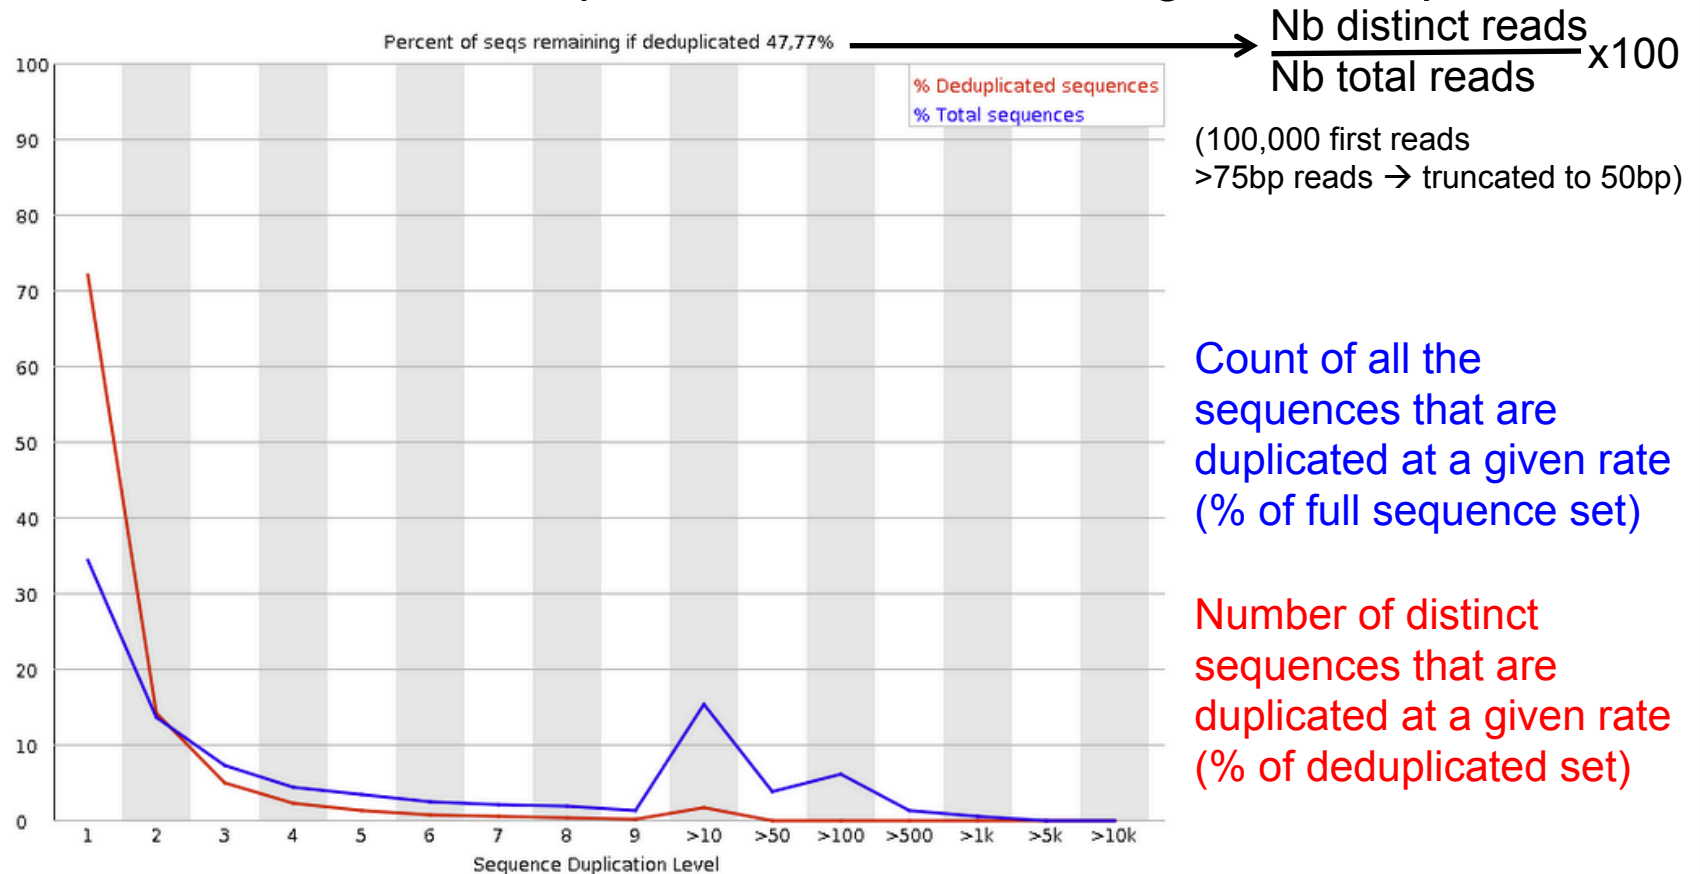 Percent of seqs remaining if deduplicated 47,77%
Nb distinct reads
Nb total reads
x100
(100,000 first reads
>75bp reads → truncated to 50bp)
% Deduplicated sequences
% Total sequences
100
90
80
70
60
50
40
30
20
10
0
1 2 3 4 5 6 7 8 9 >10 >50 >100 >500 >1k >5k >10k
Sequence Duplication Level
Count of all the
sequences that are
duplicated at a given rate
(% of full sequence set)
Number of distinct
sequences that are
duplicated at a given rate
(% of deduplicated set)